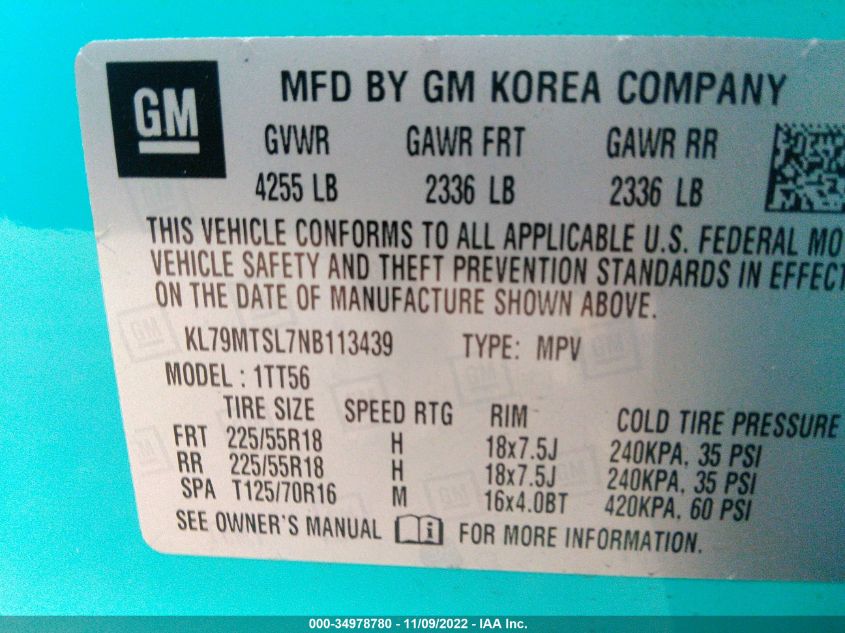 GM
MFD BY GM KOREA COMPANY
GVWR GAWR FRT GAWR RR
4255 LB 2336 LB 2336 LB
THIS VEHICLE CONFORMS TO ALL APPLICABLE U.S. FEDERAL MO
VEHICLE SAFETY AND THEFT PREVENTION STANDARDS IN EFFECT
ON THE DATE OF MANUFACTURE SHOWN ABOVE.
KL79MTSL7NB113439 TYPE: MPV
MODEL : 1TT56
TIRE SIZE SPEED RTG RIM COLD TIRE PRESSURE
FRT 225/55R18 H 18x7.5J 240KPA, 35 PSI
RR 225/55R18 H 18x7.5J 240KPA, 35 PSI
SPA T125/70R16 M 16x4.0BT 420KPA, 60 PSI
SEE OWNER'S MANUAL FOR MORE INFORMATION.
000-34978780 - 11/09/2022 - IAA Inc.